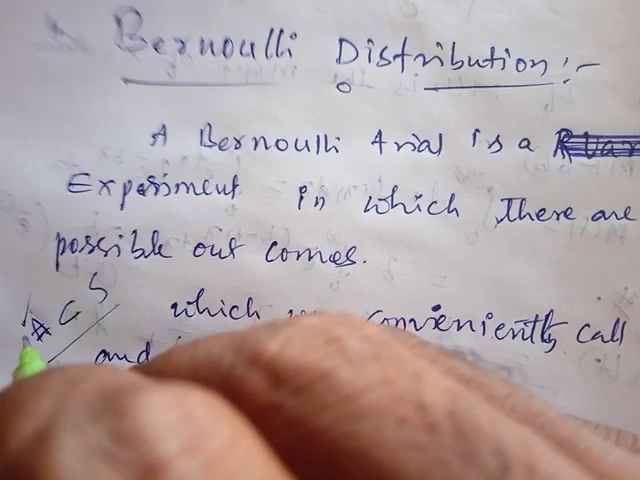 Bernoulli Distribution :-
A Bernoulli trial is a
Experiment in which there are
possible out comes.
which conveniently call
and